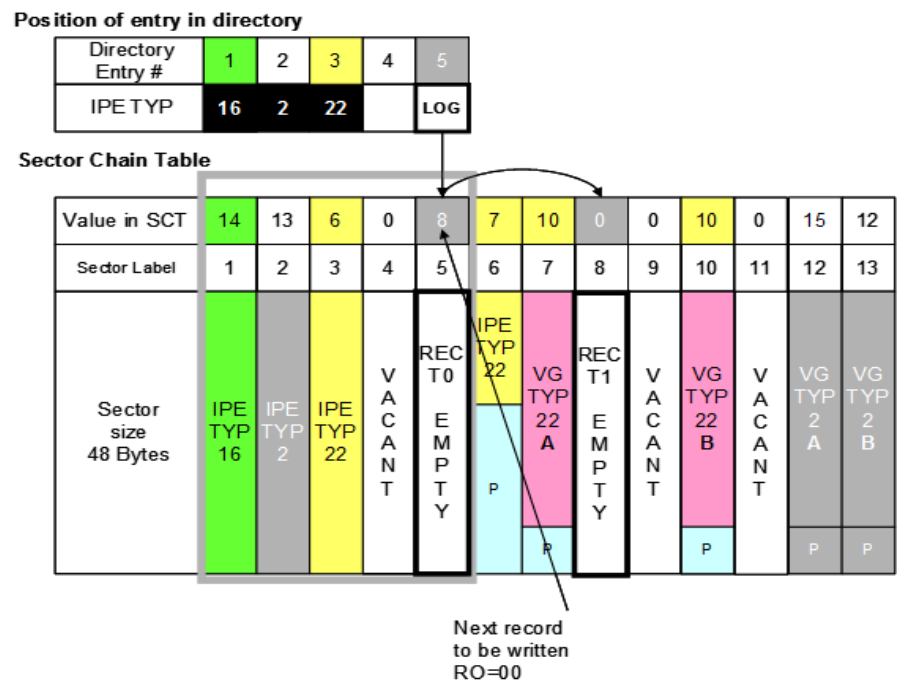 Position of entry in directory
Directory Entry # 1 2 3 4 5
IPE TYP 16 2 22 LOG
Sector Chain Table
Value in SCT 14 13 6 0 8 7 10 0 0 10 0 15 12
Sector Label 1 2 3 4 5 6 7 8 9 10 11 12 13
Sector
size
48 Bytes
IPE
TYP
16
IPE
TYP
2
IPE
TYP
22
VACANT
REC
T0
EMPTY
IPE
TYP
22
P
VG
TYP
22
A
P
REC
T1
EMPTY
VACANT
VG
TYP
22
B
P
VACANT
VG
TYP
2
A
P
VG
TYP
2
B
P
Next record
to be written
RO=00